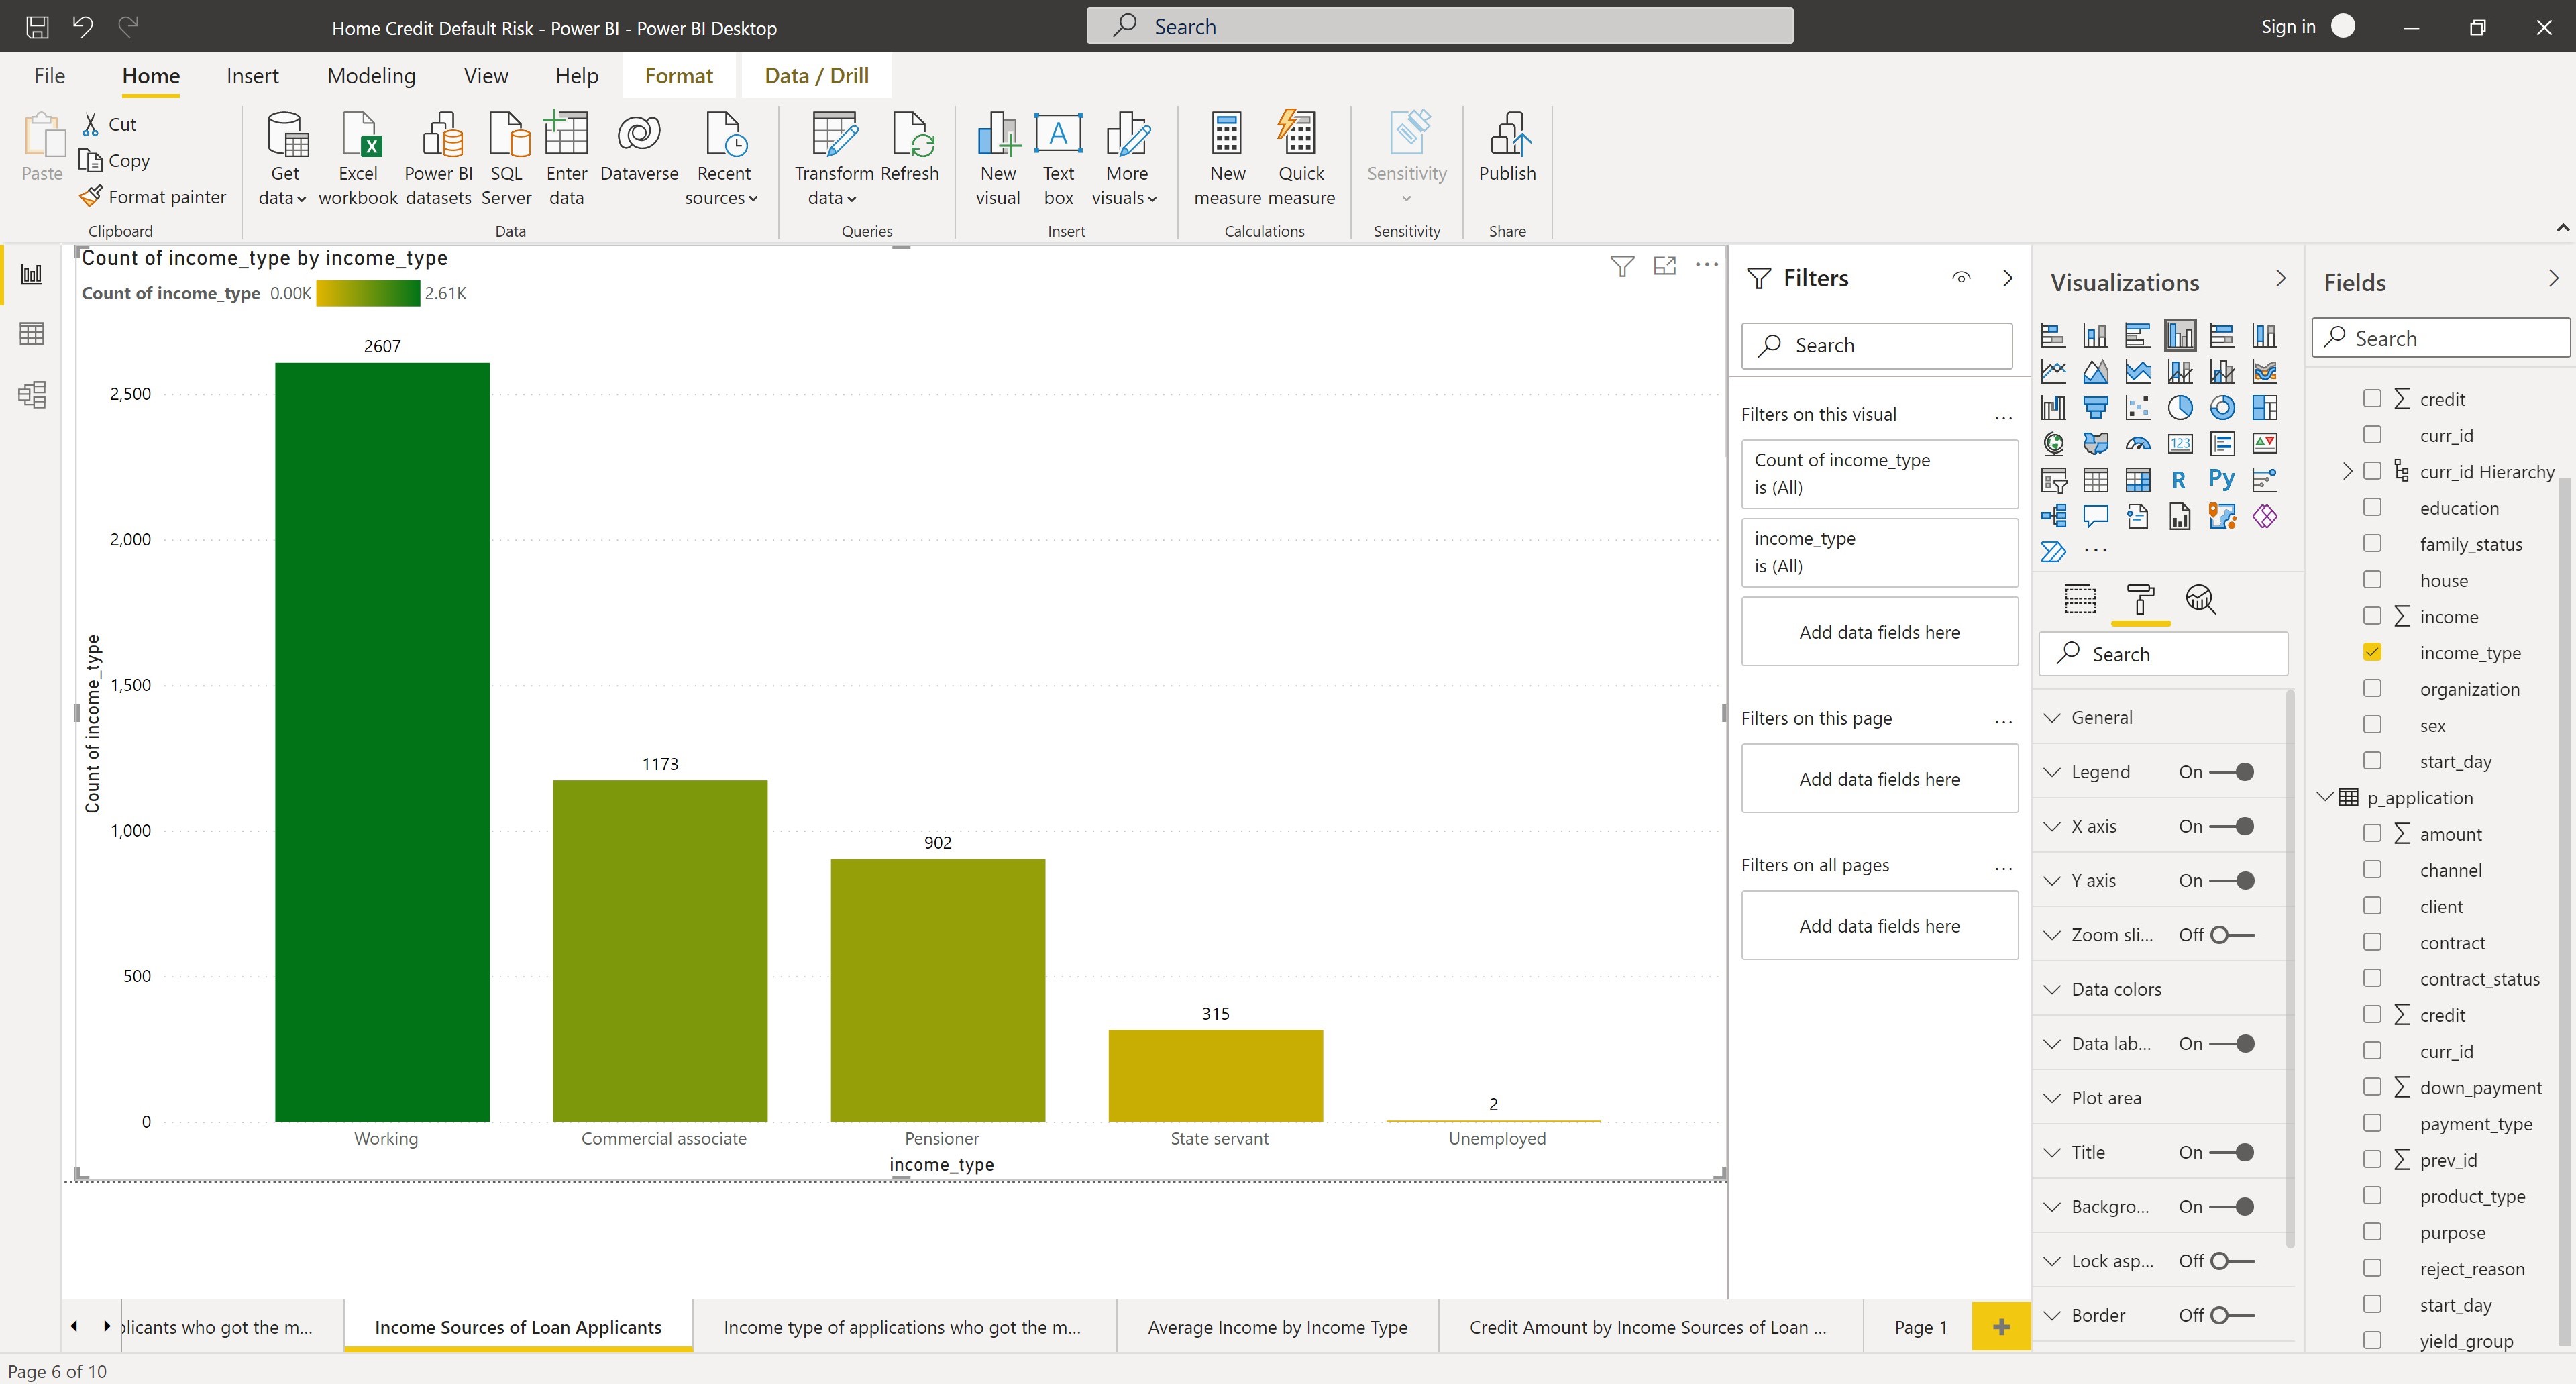 Home Credit Default Risk - Power BI - Power BI Desktop
Search
Sign in
File
Home
Insert
Modeling
View
Help
Format
Data / Drill
Paste
Cut
Copy
Format painter
Clipboard
Get data
Excel workbook
Power BI datasets
SQL Server
Enter data
Dataverse
Recent sources
Data
Transform data
Refresh
Queries
New visual
Text box
More visuals
Insert
New measure
Quick measure
Calculations
Sensitivity
Sensitivity
Publish
Share
Count of income_type by income_type
Count of income_type 0.00K 2.61K
Count of income_type
2,500
2,000
1,500
1,000
500
0
2607
1173
902
315
2
Working
Commercial associate
Pensioner
State servant
Unemployed
income_type
Filters
Search
Filters on this visual
...
Count of income_type
is (All)
income_type
is (All)
Add data fields here
Filters on this page
...
Add data fields here
Filters on all pages
...
Add data fields here
Visualizations
123
R
Py
...
Search
General
Legend On
X axis On
Y axis On
Zoom sli... Off
Data colors
Data lab... On
Plot area
Title On
Backgro... On
Lock asp... Off
Border Off
Fields
Search
credit
curr_id
curr_id Hierarchy
education
family_status
house
income
income_type
organization
sex
start_day
p_application
amount
channel
client
contract
contract_status
credit
curr_id
down_payment
payment_type
prev_id
product_type
purpose
reject_reason
start_day
yield_group
plicants who got the m...
Income Sources of Loan Applicants
Income type of applications who got the m...
Average Income by Income Type
Credit Amount by Income Sources of Loan ...
Page 1
Page 6 of 10